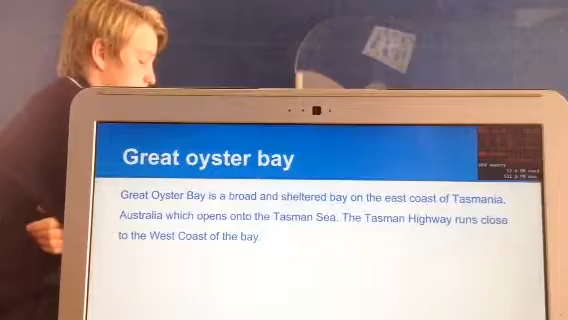 Great oyster bay
Great Oyster Bay is a broad and sheltered bay on the east coast of Tasmania,
Australia which opens onto the Tasman Sea. The Tasman Highway runs close
to the West Coast of the bay.